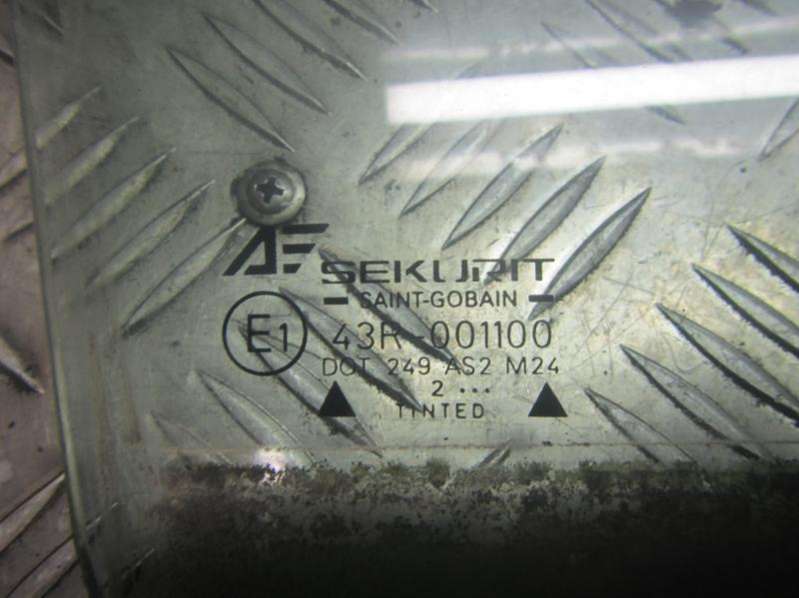 SEKURIT
SAINT-GOBAIN
E1
43R-001100
DOT 249 AS2 M24
2 ...
TINTED